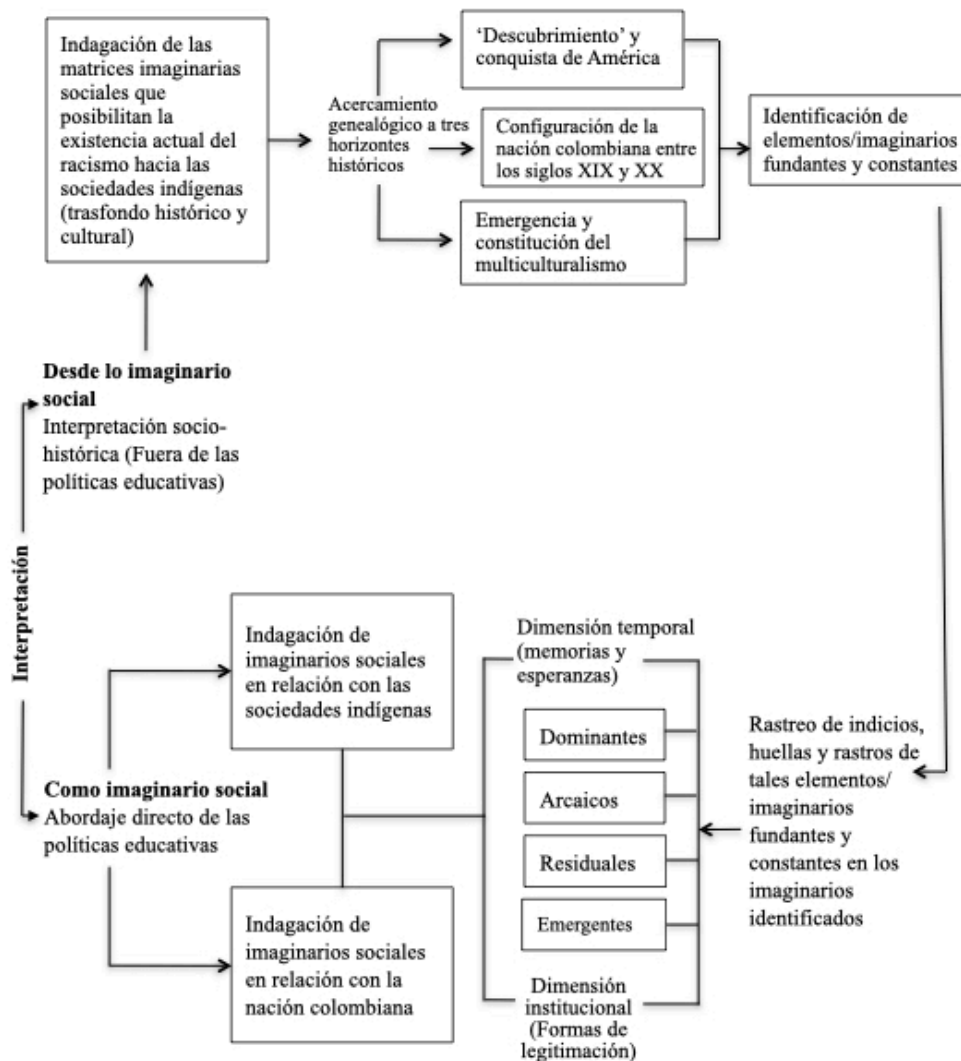 Indagación de las
matrices imaginarias
sociales que
posibilitan la
existencia actual del
racismo hacia las
sociedades indígenas
(trasfondo histórico y
cultural)
Acercamiento
genealógico a tres
horizontes
históricos
‘Descubrimiento’ y
conquista de América
Configuración de la
nación colombiana entre
los siglos XIX y XX
Emergencia y
constitución del
multiculturalismo
Identificación de
elementos/imaginarios
fundantes y constantes
Desde lo imaginario
social
Interpretación socio-
histórica (Fuera de las
políticas educativas)
Interpretación
Como imaginario social
Abordaje directo de las
políticas educativas
Indagación de
imaginarios sociales
en relación con las
sociedades indígenas
Indagación de
imaginarios sociales
en relación con la
nación colombiana
Dimensión temporal
(memorias y
esperanzas)
Dominantes
Arcaicos
Residuales
Emergentes
Dimensión
institucional
(Formas de
legitimación)
Rastreo de indicios,
huellas y rastros de
tales elementos/
imaginarios
fundantes y
constantes en los
imaginarios
identificados